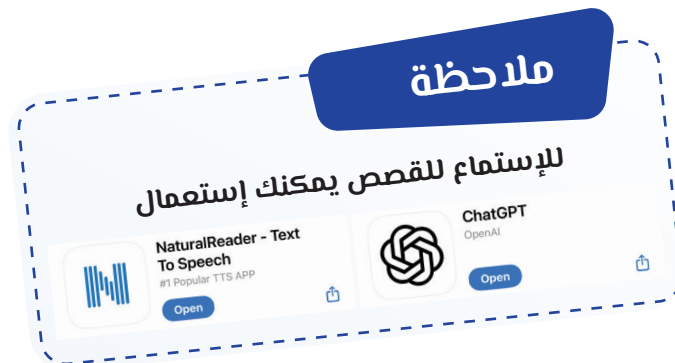 ملاحظة
للإستماع للقصص يمكنك إستعمال
NaturalReader - Text
To Speech
#1 Popular TTS APP
Open
ChatGPT
OpenAI
Open